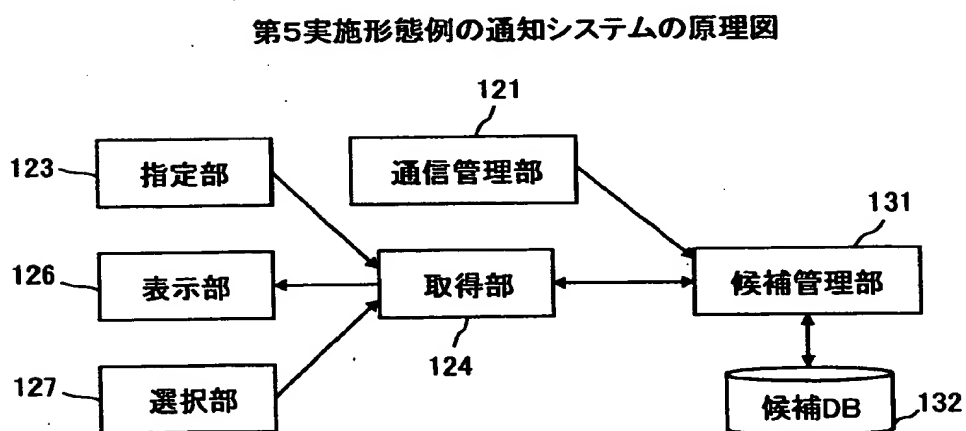 第5実施形態例の通知システムの原理図
121
123
指定部
通信管理部
131
126
表示部
取得部
候補管理部
124
127
選択部
候補DB
132